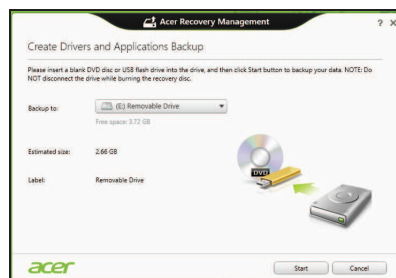 Acer Recovery Management
? X
Create Drivers and Applications Backup
Please insert a blank DVD disc or USB flash drive into the drive, and then click Start button to backup your data. NOTE: Do
NOT disconnect the drive while burning the recovery disc.
Backup to: (E:) Removable Drive
Free space: 3.72 GB
Estimated size: 2.66 GB
Label: Removable Drive
DVD
acer Start Cancel